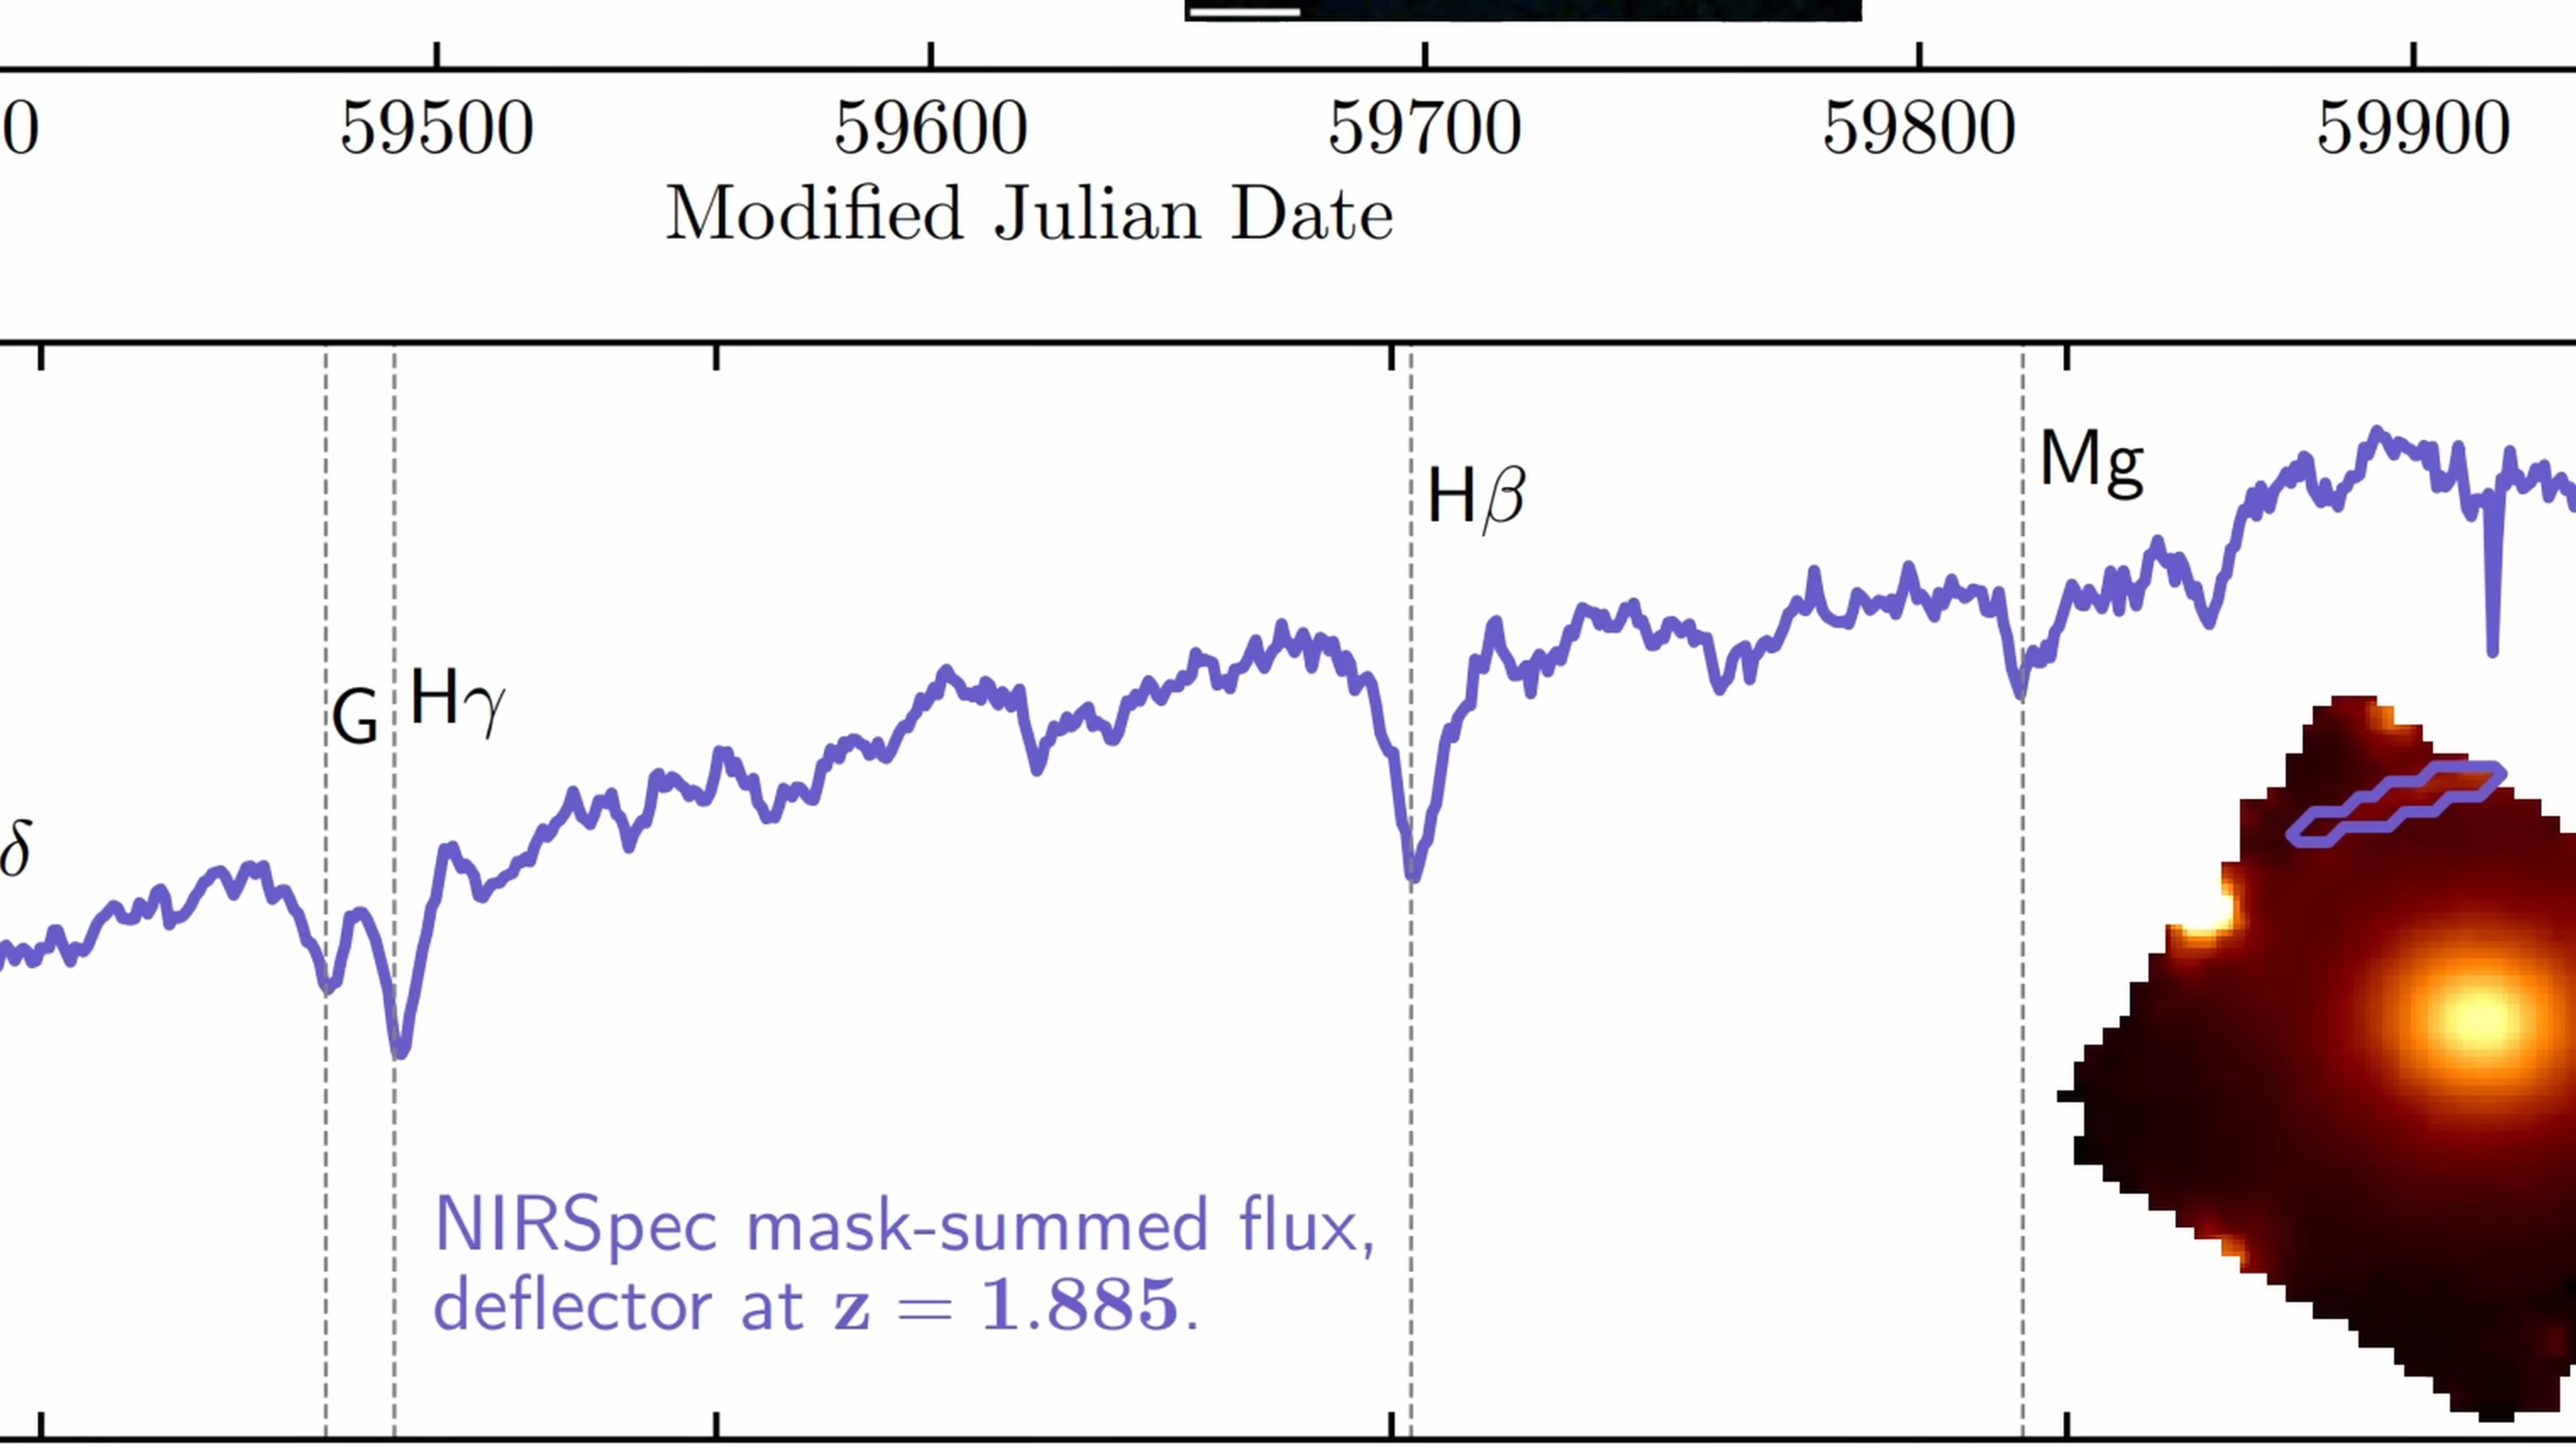 0 59500 59600 59700 59800 59900
Modified Julian Date
Mg
Hβ
G Hγ
δ
NIRSpec mask-summed flux,
deflector at z = 1.885.